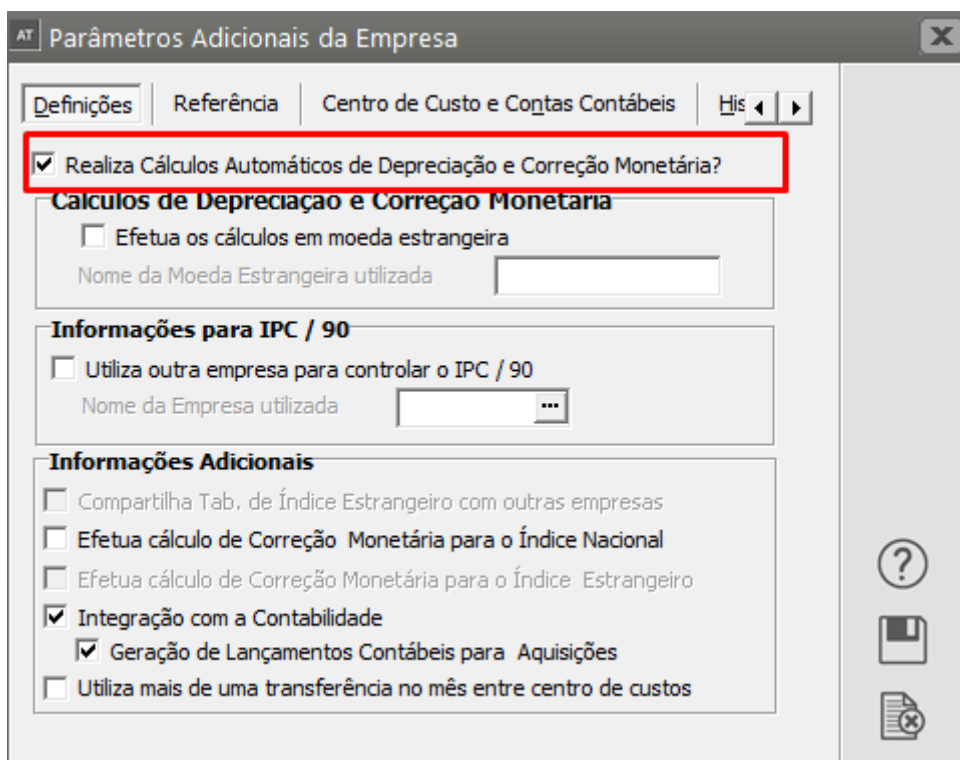 AT Parâmetros Adicionais da Empresa X
Definições Referência Centro de Custo e Contas Contábeis His
Realiza Cálculos Automáticos de Depreciação e Correção Monetária?
Cálculos de Depreciação e Correção Monetária
Efetua os cálculos em moeda estrangeira
Nome da Moeda Estrangeira utilizada
Informações para IPC / 90
Utiliza outra empresa para controlar o IPC / 90
Nome da Empresa utilizada ...
Informações Adicionais
Compartilha Tab. de Índice Estrangeiro com outras empresas
Efetua cálculo de Correção Monetária para o Índice Nacional
Efetua cálculo de Correção Monetária para o Índice Estrangeiro
Integração com a Contabilidade
Geração de Lançamentos Contábeis para Aquisições
Utiliza mais de uma transferência no mês entre centro de custos